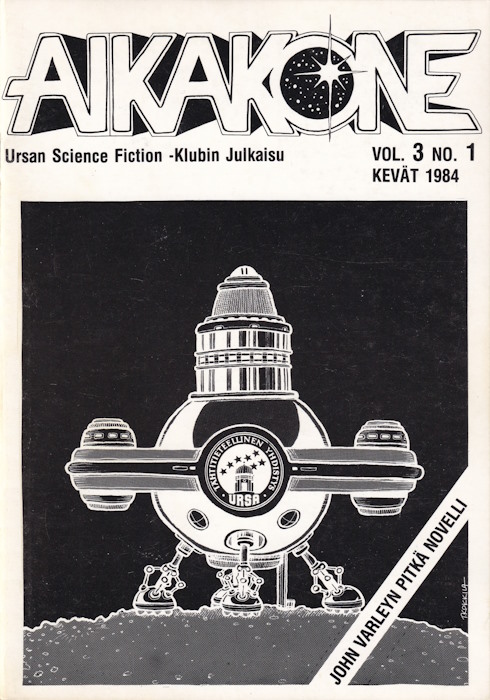 AIKAKONE
Ursan Science Fiction -Klubin Julkaisu
VOL. 3 NO. 1
KEVÄT 1984
TÄHTITIETEELLINEN YHDISTYS
URSA
JOHN VARLEYN PITKÄ NOVELLI